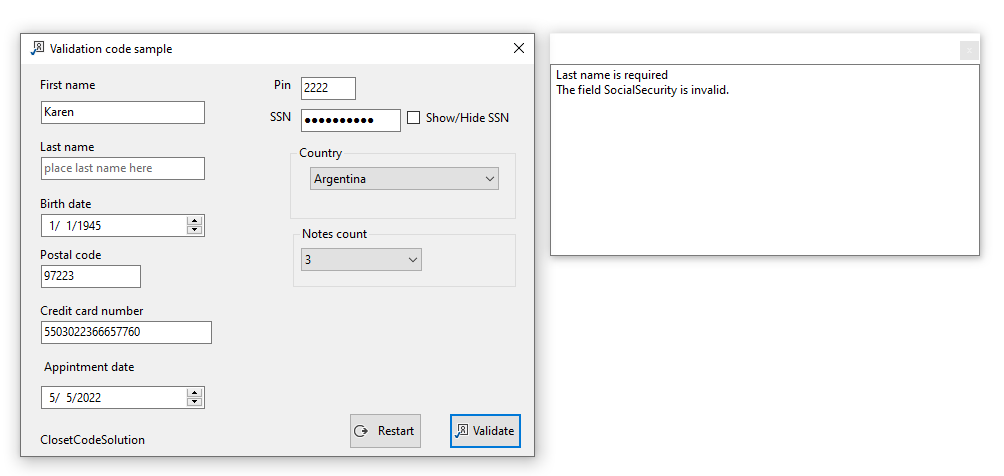 Validation code sample
First name
Karen
Last name
place last name here
Birth date
1/ 1/1945
Postal code
97223
Credit card number
5503022366657760
Appintment date
5/ 5/2022
ClosetCodeSolution
Pin
2222
SSN
●●●●●●●●●●
Show/Hide SSN
Country
Argentina
Notes count
3
Restart
Validate
Last name is required
The field SocialSecurity is invalid.